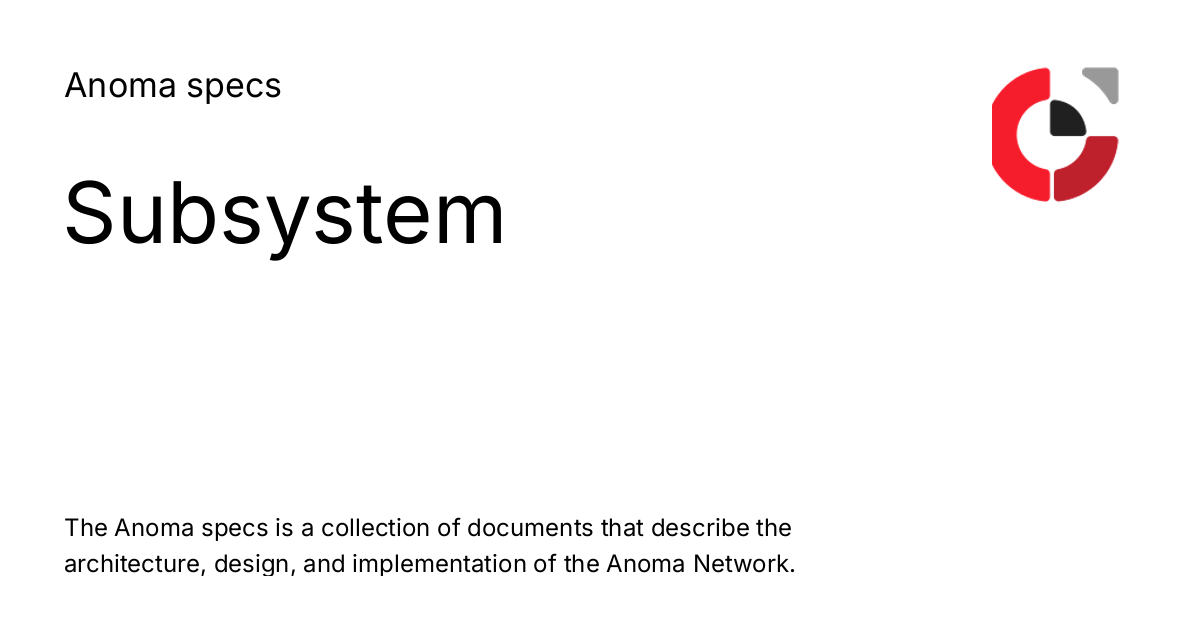 Anoma specs
Subsystem
The Anoma specs is a collection of documents that describe the
architecture, design, and implementation of the Anoma Network.